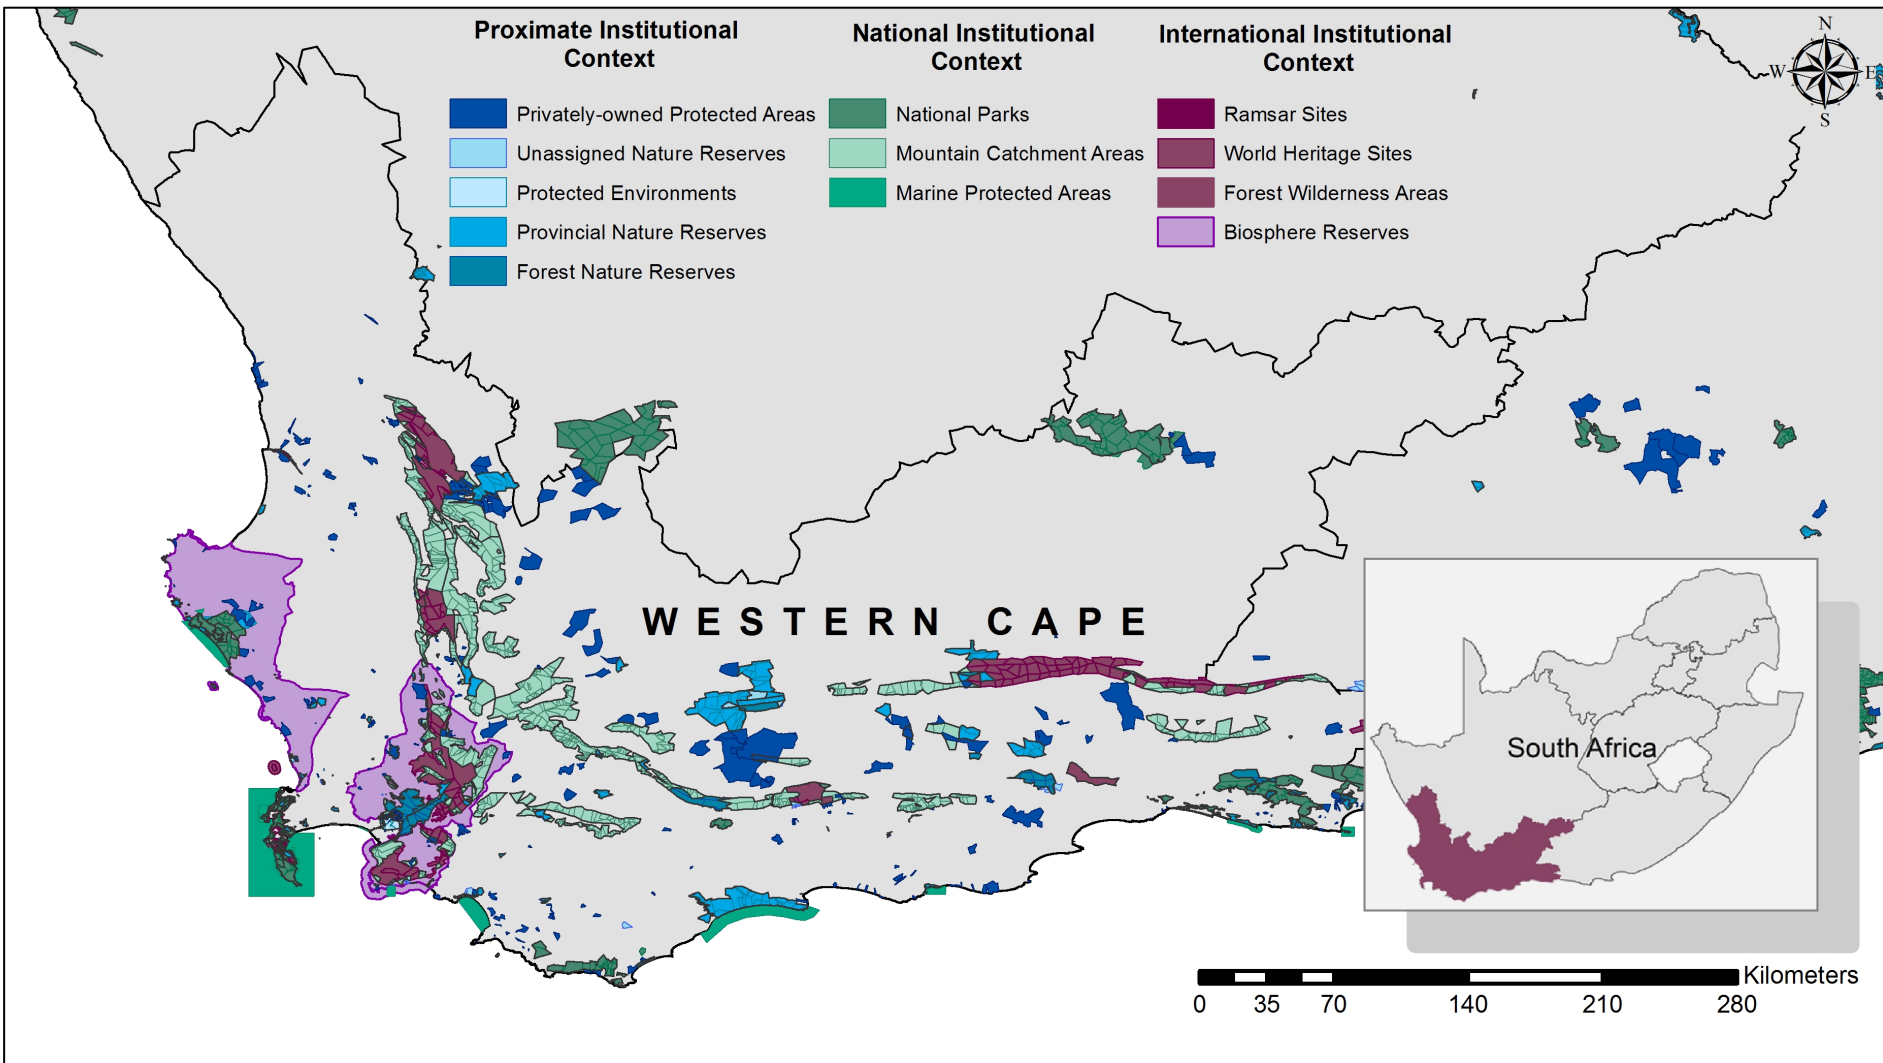 Proximate Institutional
Context
Privately-owned Protected Areas
Unassigned Nature Reserves
Protected Environments
Provincial Nature Reserves
Forest Nature Reserves
National Institutional
Context
National Parks
Mountain Catchment Areas
Marine Protected Areas
International Institutional
Context
Ramsar Sites
World Heritage Sites
Forest Wilderness Areas
Biosphere Reserves
N
W E
S
WESTERN CAPE
South Africa
Kilometers
0 35 70 140 210 280